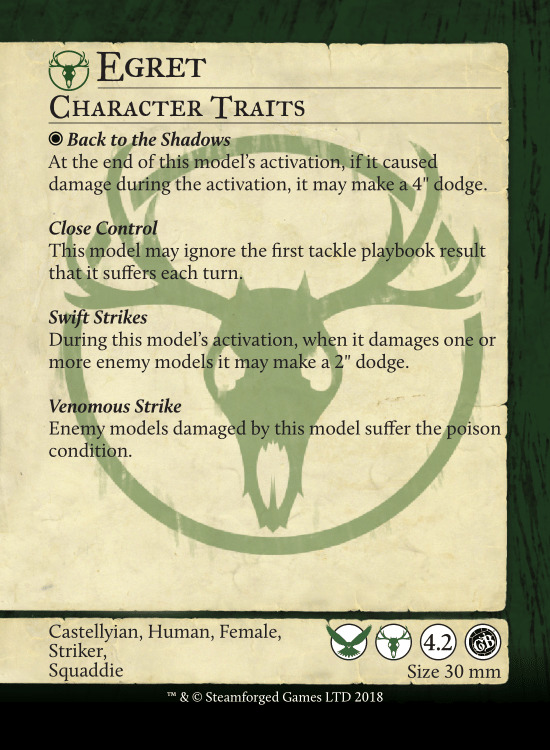 Egret
Character Traits
Back to the Shadows
At the end of this model's activation, if it caused
damage during the activation, it may make a 4" dodge.
Close Control
This model may ignore the first tackle playbook result
that it suffers each turn.
Swift Strikes
During this model's activation, when it damages one or
more enemy models it may make a 2" dodge.
Venomous Strike
Enemy models damaged by this model suffer the poison
condition.
Castellyian, Human, Female,
Striker,
Squaddie
4.2
GB
Size 30 mm
™ & © Steamforged Games LTD 2018